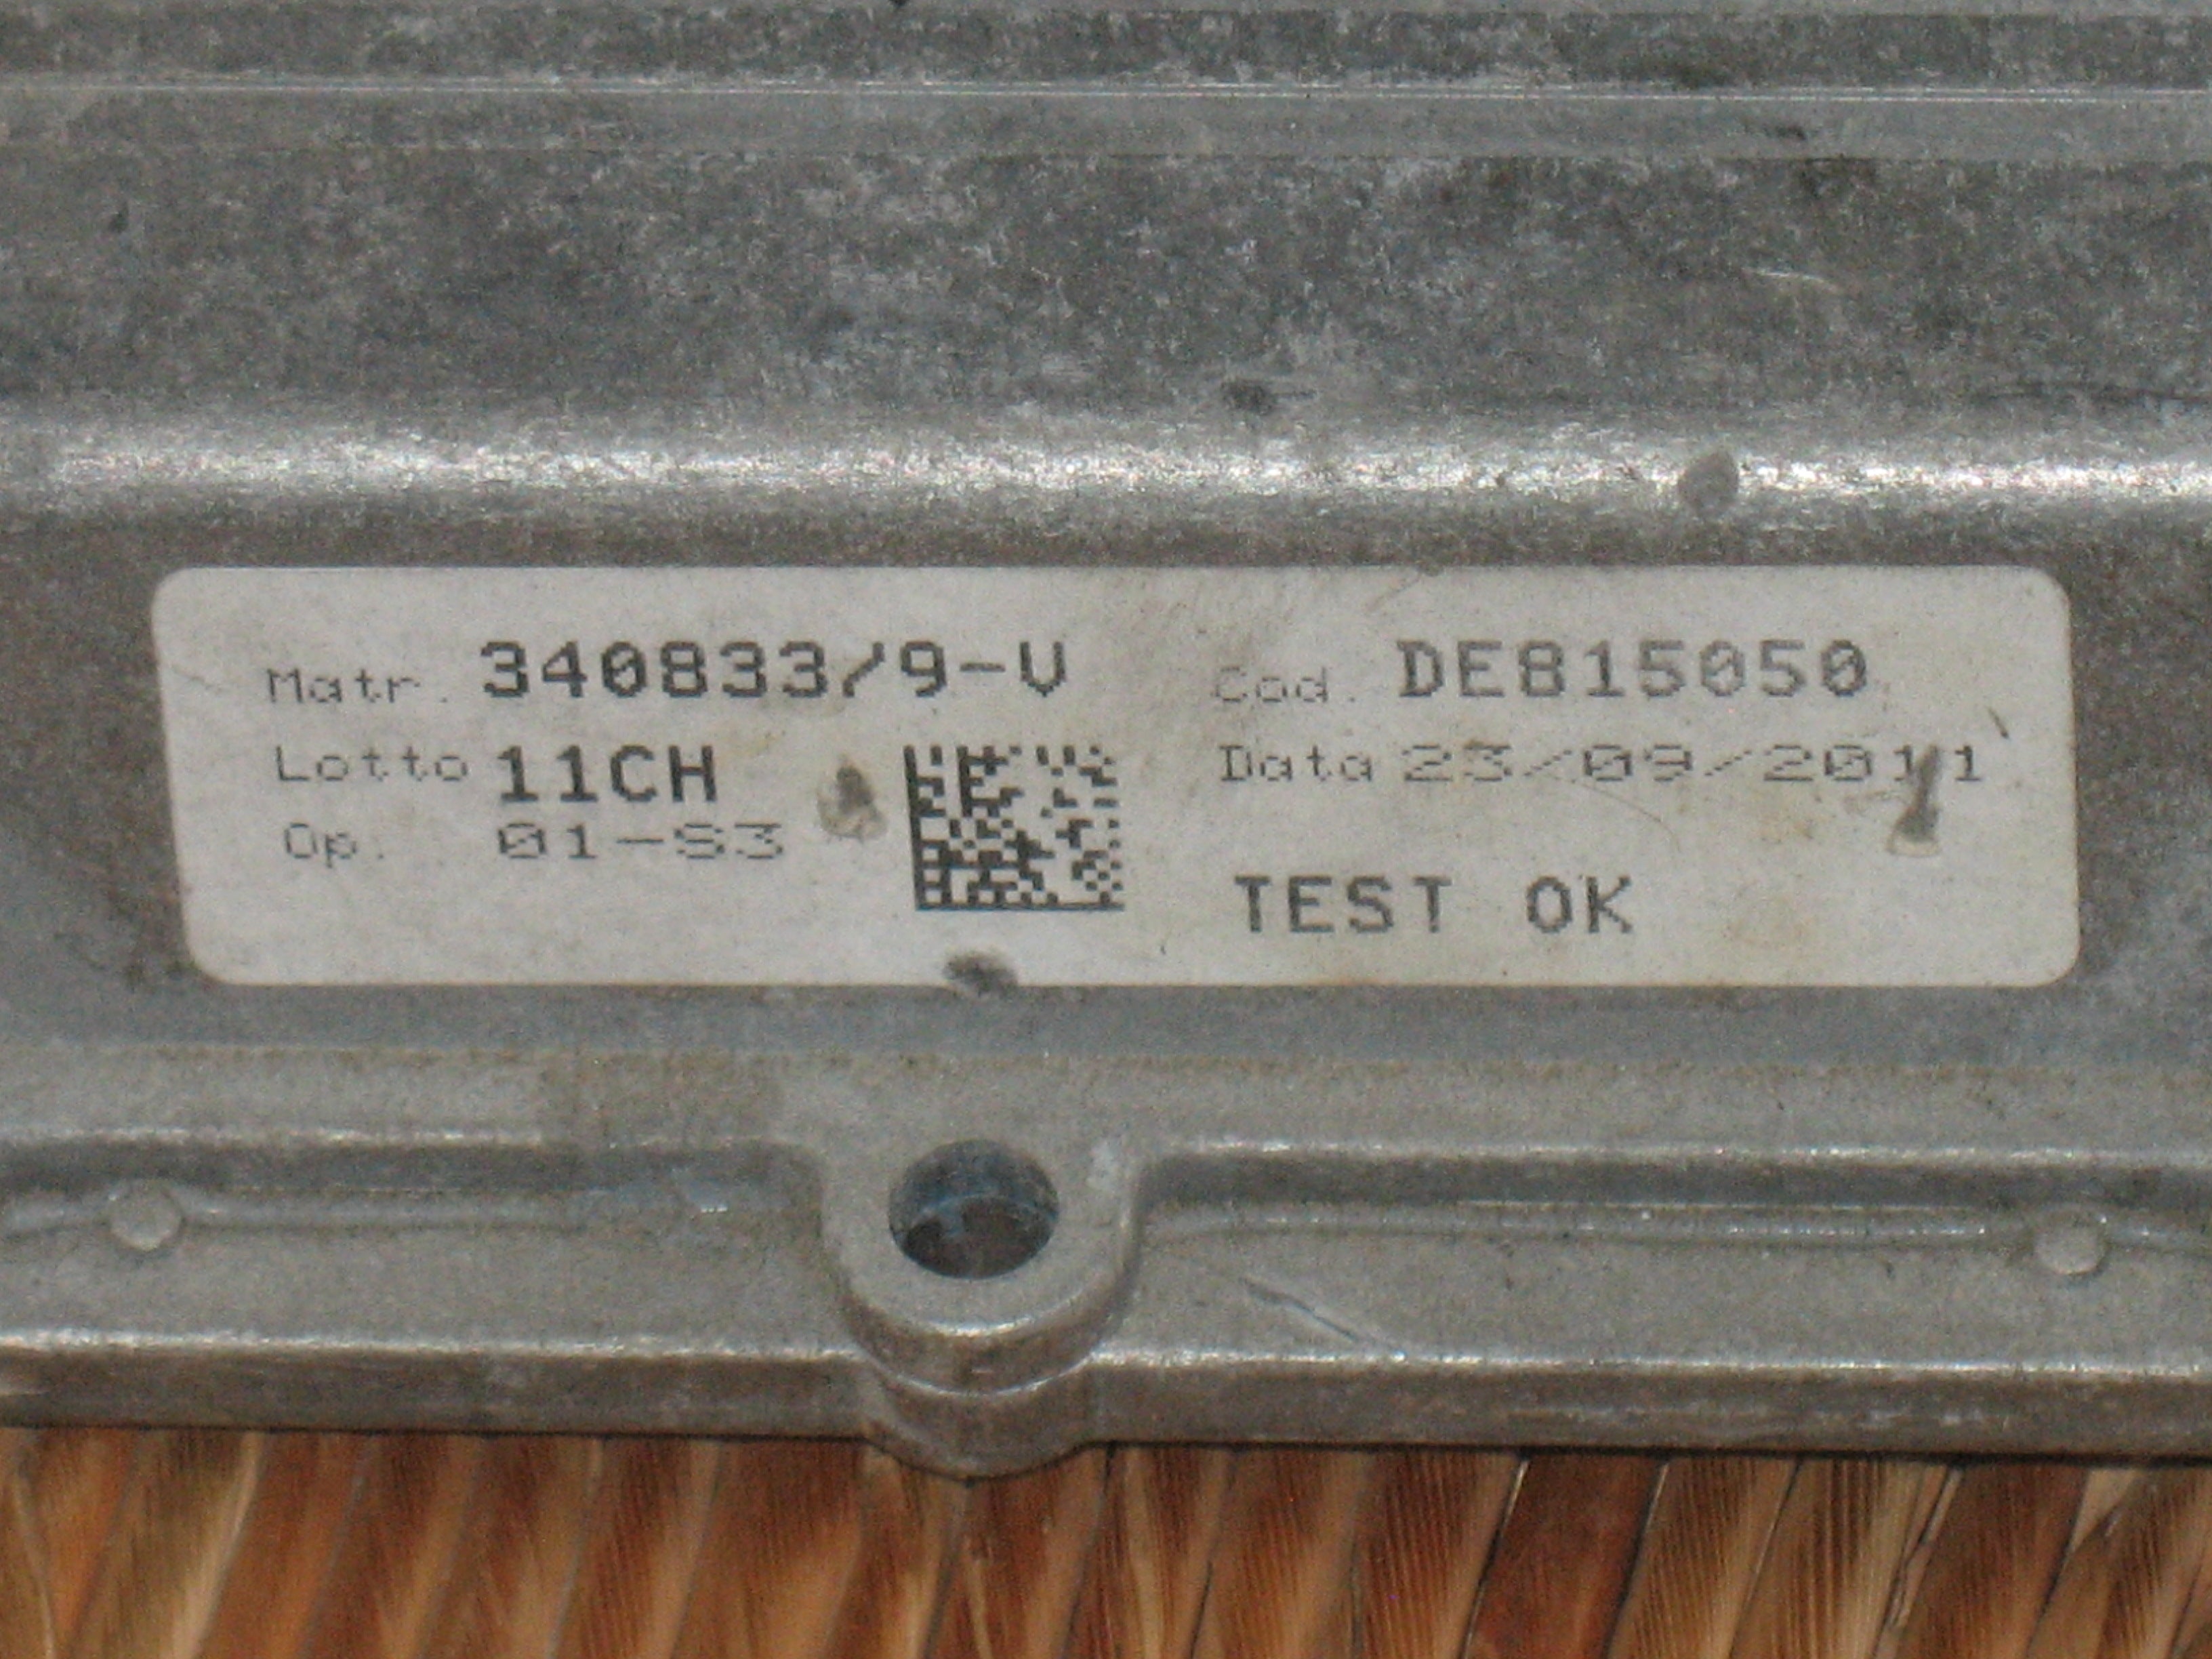 Matr. 340833/9-V Cod. DE815050
Lotto 11CH Data 23/09/2011
Op. 01-S3
TEST OK